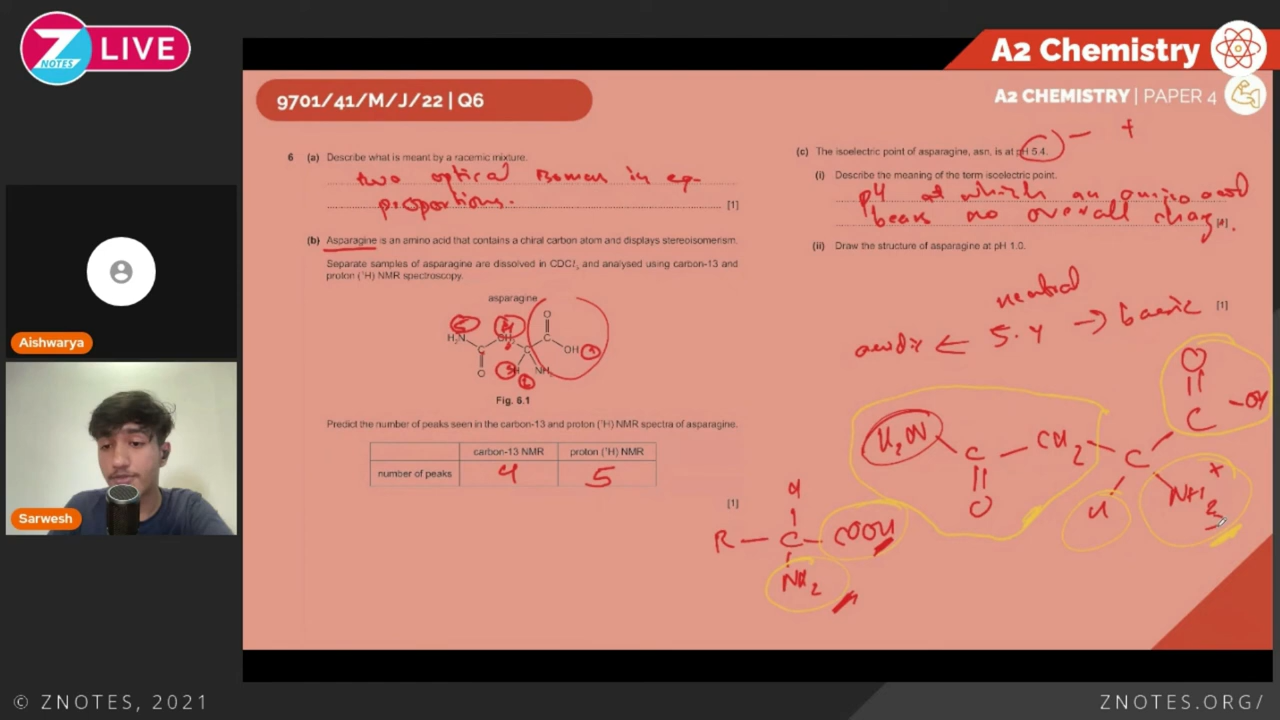 ZNOTES LIVE
A2 Chemistry
A2 CHEMISTRY | PAPER 4
9701/41/M/J/22 | Q6
6 (a) Describe what is meant by a racemic mixture.
two optical isomers in eq-
proportions.
[1]
(b) Asparagine is an amino acid that contains a chiral carbon atom and displays stereoisomerism.
Separate samples of asparagine are dissolved in CDCl3 and analysed using carbon-13 and
proton (¹H) NMR spectroscopy.
asparagine
O
H2N C CH2 C C OH
O H NH2
Fig. 6.1
Predict the number of peaks seen in the carbon-13 and proton (¹H) NMR spectra of asparagine.
carbon-13 NMR proton (¹H) NMR
number of peaks 4 5
[1]
(c) The isoelectric point of asparagine, asn, is at pH 5.4. − +
(i) Describe the meaning of the term isoelectric point.
pH at which an amino acid
bears no overall charge.
(ii) Draw the structure of asparagine at pH 1.0.
[1]
neutral
acidic ← 5.4 → basic
O
C -OH
H2N C CH2 C
O H NH2 +
H
R — C — COOH
NH2
Aishwarya
Sarwesh
© ZNOTES, 2021
ZNOTES.ORG/